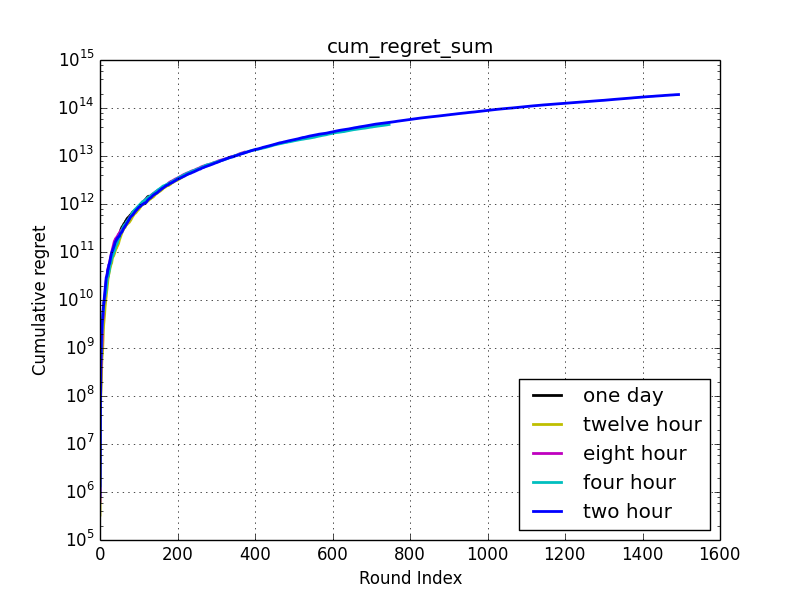 cum_regret_sum
Cumulative regret
10^15
10^14
10^13
10^12
10^11
10^10
10^9
10^8
10^7
10^6
10^5
one day
twelve hour
eight hour
four hour
two hour
0 200 400 600 800 1000 1200 1400 1600
Round Index